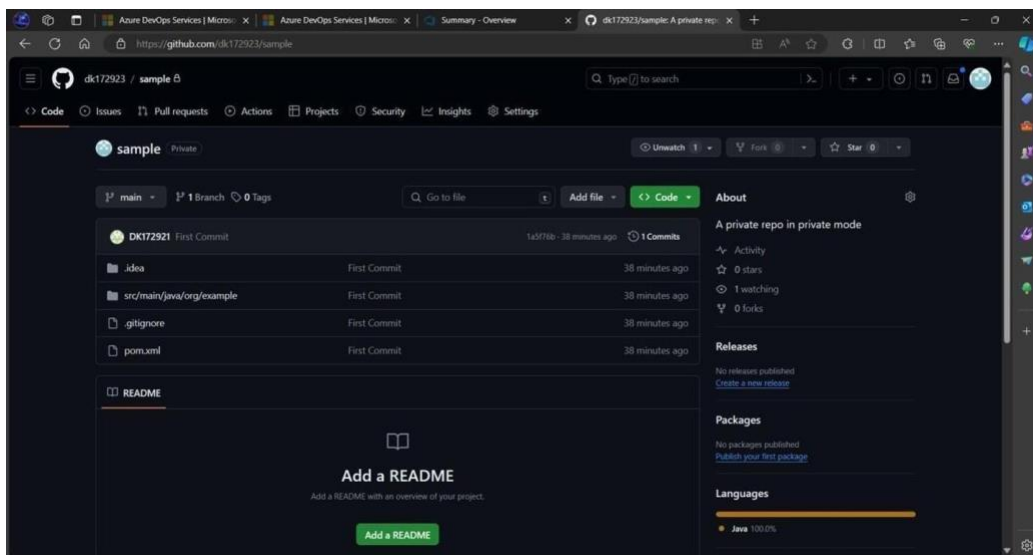 Azure DevOps Services | Micros
Azure DevOps Services | Micros
Summary - Overview
dk172923/sample: A private rep
https://github.com/dk172923/sample
dk172923 / sample
Type / to search
Code Issues Pull requests Actions Projects Security Insights Settings
sample Private
Unwatch 1
Fork 0
Star 0
main
1 Branch
0 Tags
Go to file
t
Add file
Code
DK172921 First Commit
1a5f76b · 38 minutes ago
1 Commits
.idea First Commit 38 minutes ago
src/main/java/org/example First Commit 38 minutes ago
.gitignore First Commit 38 minutes ago
pom.xml First Commit 38 minutes ago
README
Add a README
Add a README with an overview of your project.
Add a README
About
A private repo in private mode
Activity
0 stars
1 watching
0 forks
Releases
No releases published
Create a new release
Packages
No packages published
Publish your first package
Languages
Java 100.0%